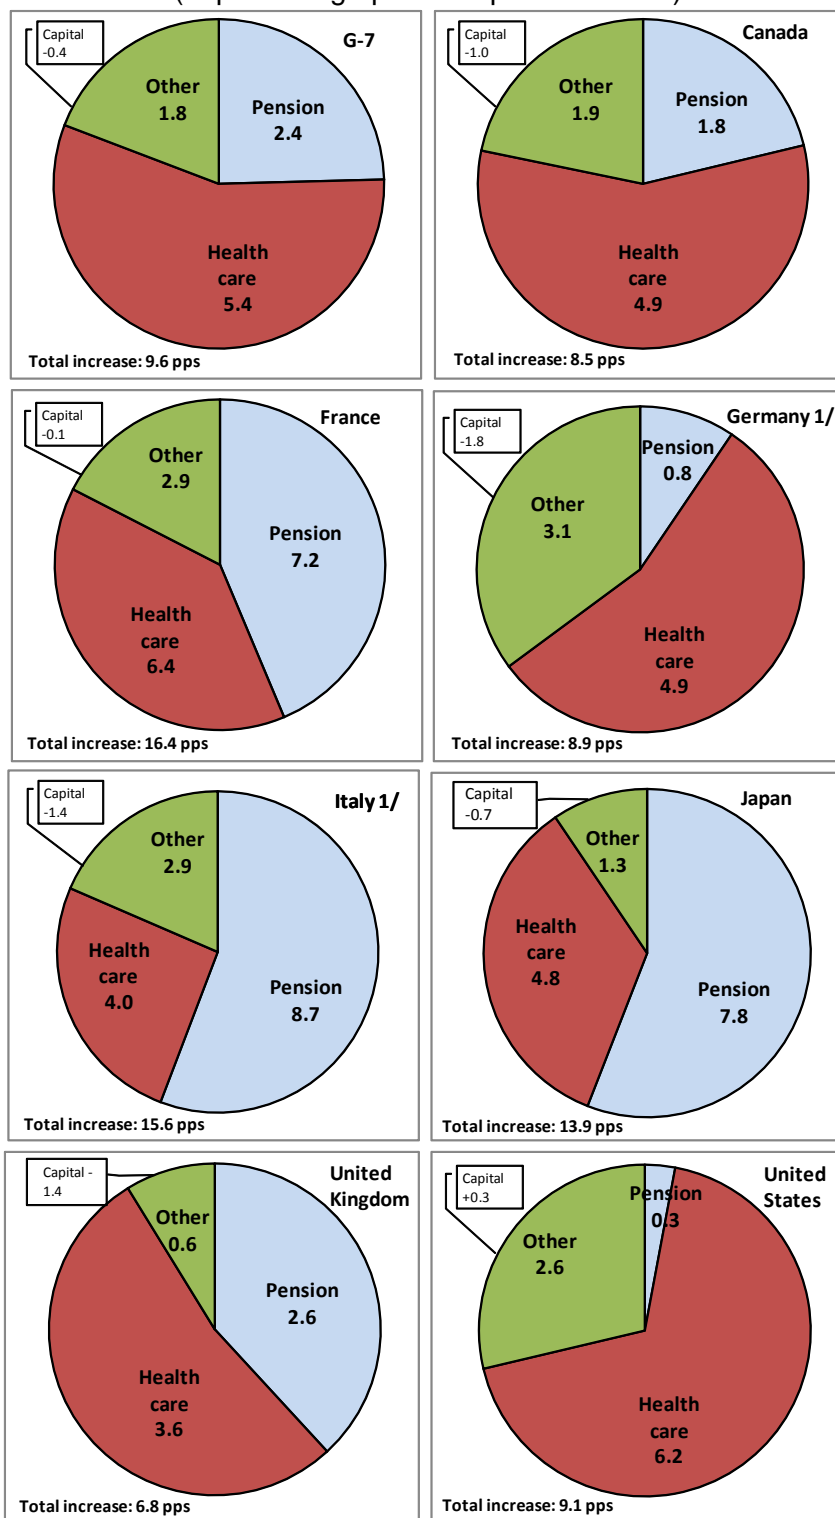 G-7
Capital
-0.4
Other
1.8
Pension
2.4
Health
care
5.4
Total increase: 9.6 pps
Canada
Capital
-1.0
Other
1.9
Pension
1.8
Health
care
4.9
Total increase: 8.5 pps
France
Capital
-0.1
Other
2.9
Pension
7.2
Health
care
6.4
Total increase: 16.4 pps
Germany 1/
Capital
-1.8
Pension
0.8
Other
3.1
Health
care
4.9
Total increase: 8.9 pps
Italy 1/
Capital
-1.4
Other
2.9
Health
care
4.0
Pension
8.7
Total increase: 15.6 pps
Japan
Capital
-0.7
Other
1.3
Health
care
4.8
Pension
7.8
Total increase: 13.9 pps
United
Kingdom
Capital -
1.4
Other
0.6
Pension
2.6
Health
care
3.6
Total increase: 6.8 pps
United
States
Capital
+0.3
Pension
0.3
Other
2.6
Health
care
6.2
Total increase: 9.1 pps